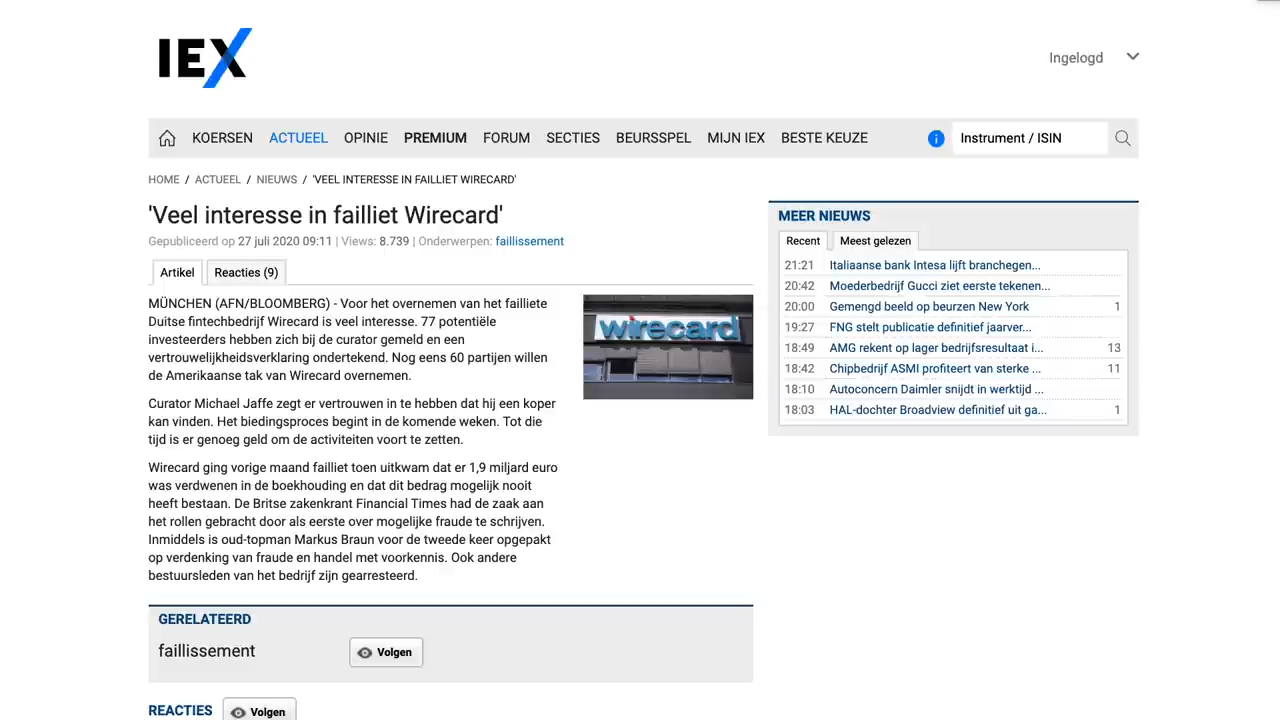 IEX
Ingelogd
KOERSEN ACTUEEL OPINIE PREMIUM FORUM SECTIES BEURSSPEL MIJN IEX BESTE KEUZE i Instrument / ISIN
HOME / ACTUEEL / NIEUWS / 'VEEL INTERESSE IN FAILLIET WIRECARD'
'Veel interesse in failliet Wirecard'
Gepubliceerd op 27 juli 2020 09:11 | Views: 8.739 | Onderwerpen: faillissement
Artikel Reacties (9)
MÜNCHEN (AFN/BLOOMBERG) - Voor het overnemen van het failliete
Duitse fintechbedrijf Wirecard is veel interesse. 77 potentiële
investeerders hebben zich bij de curator gemeld en een
vertrouwelijkheidsverklaring ondertekend. Nog eens 60 partijen willen
de Amerikaanse tak van Wirecard overnemen.
wirecard
Curator Michael Jaffe zegt er vertrouwen in te hebben dat hij een koper
kan vinden. Het biedingsproces begint in de komende weken. Tot die
tijd is er genoeg geld om de activiteiten voort te zetten.
Wirecard ging vorige maand failliet toen uitkwam dat er 1,9 miljard euro
was verdwenen in de boekhouding en dat dit bedrag mogelijk nooit
heeft bestaan. De Britse zakenkrant Financial Times had de zaak aan
het rollen gebracht door als eerste over mogelijke fraude te schrijven.
Inmiddels is oud-topman Markus Braun voor de tweede keer opgepakt
op verdenking van fraude en handel met voorkennis. Ook andere
bestuursleden van het bedrijf zijn gearresteerd.
GERELATEERD
faillissement Volgen
REACTIES Volgen
MEER NIEUWS
Recent Meest gelezen
21:21 Italiaanse bank Intesa lijft branchegen...
20:42 Moederbedrijf Gucci ziet eerste tekenen...
20:00 Gemengd beeld op beurzen New York 1
19:27 FNG stelt publicatie definitief jaarver...
18:49 AMG rekent op lager bedrijfsresultaat i... 13
18:42 Chipbedrijf ASMI profiteert van sterke ... 11
18:10 Autoconcern Daimler snijdt in werktijd ...
18:03 HAL-dochter Broadview definitief uit ga... 1